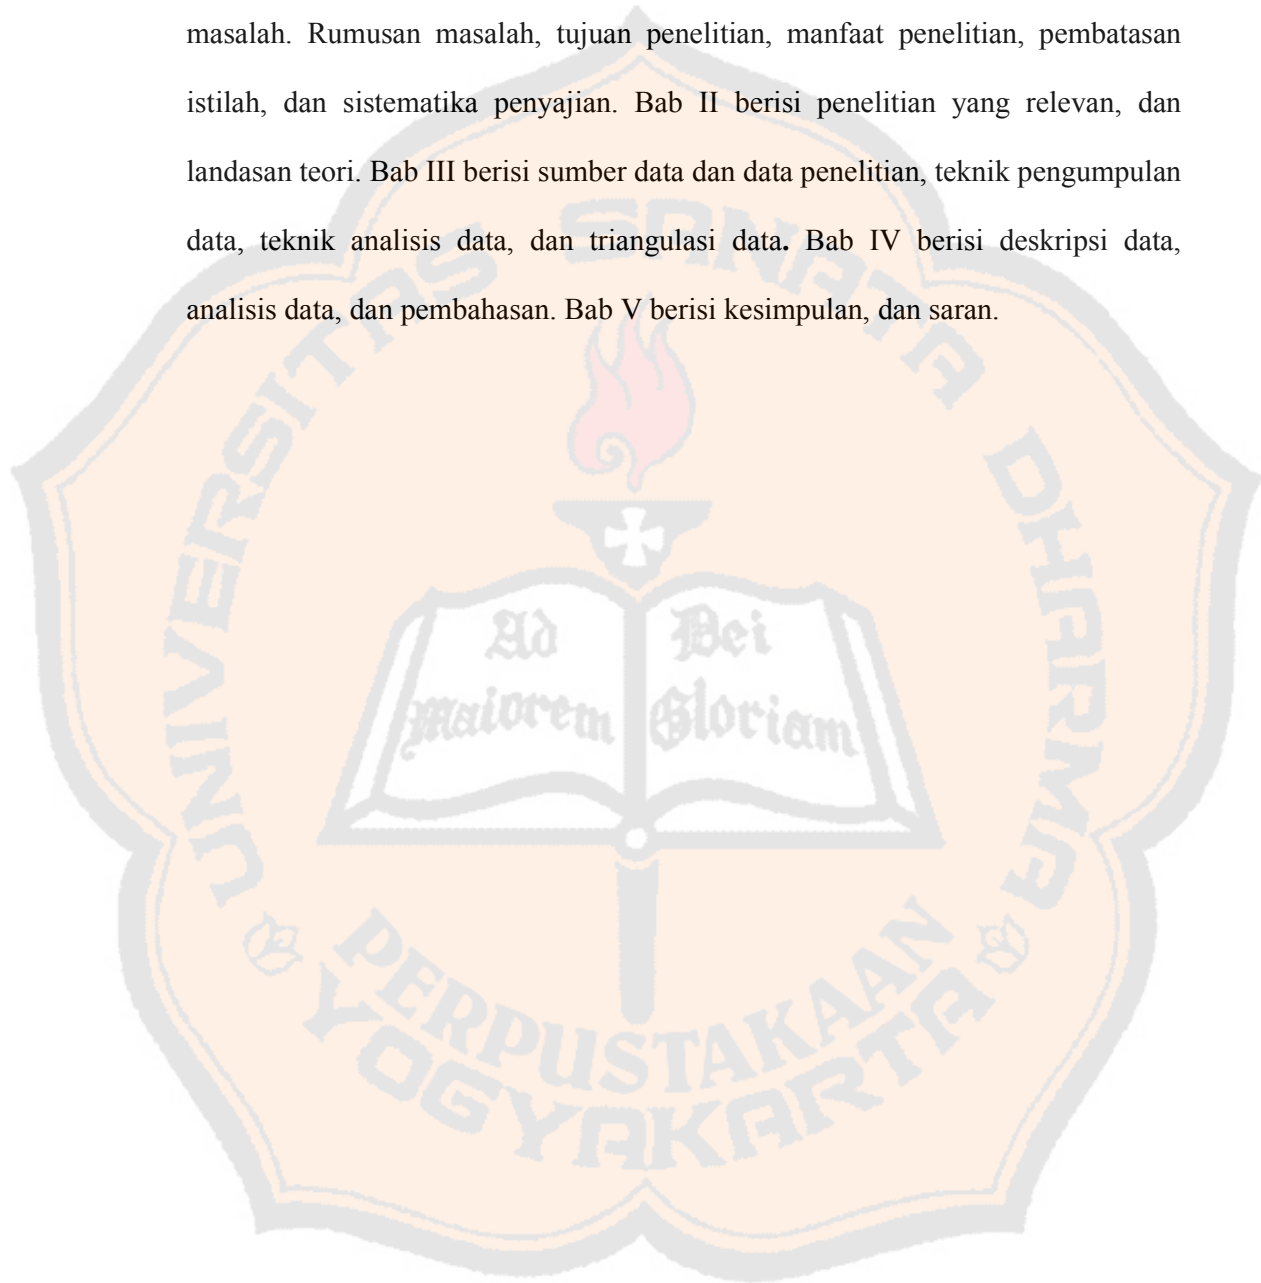 masalah. Rumusan masalah, tujuan penelitian, manfaat penelitian, pembatasan
istilah, dan sistematika penyajian. Bab II berisi penelitian yang relevan, dan
landasan teori. Bab III berisi sumber data dan data penelitian, teknik pengumpulan
data, teknik analisis data, dan triangulasi data. Bab IV berisi deskripsi data,
analisis data, dan pembahasan. Bab V berisi kesimpulan, dan saran.
UNIVERSITAS SANATA DHARMA
Ad Dei
Maiorem Gloriam
PERPUSTAKAAN
YOGYAKARTA